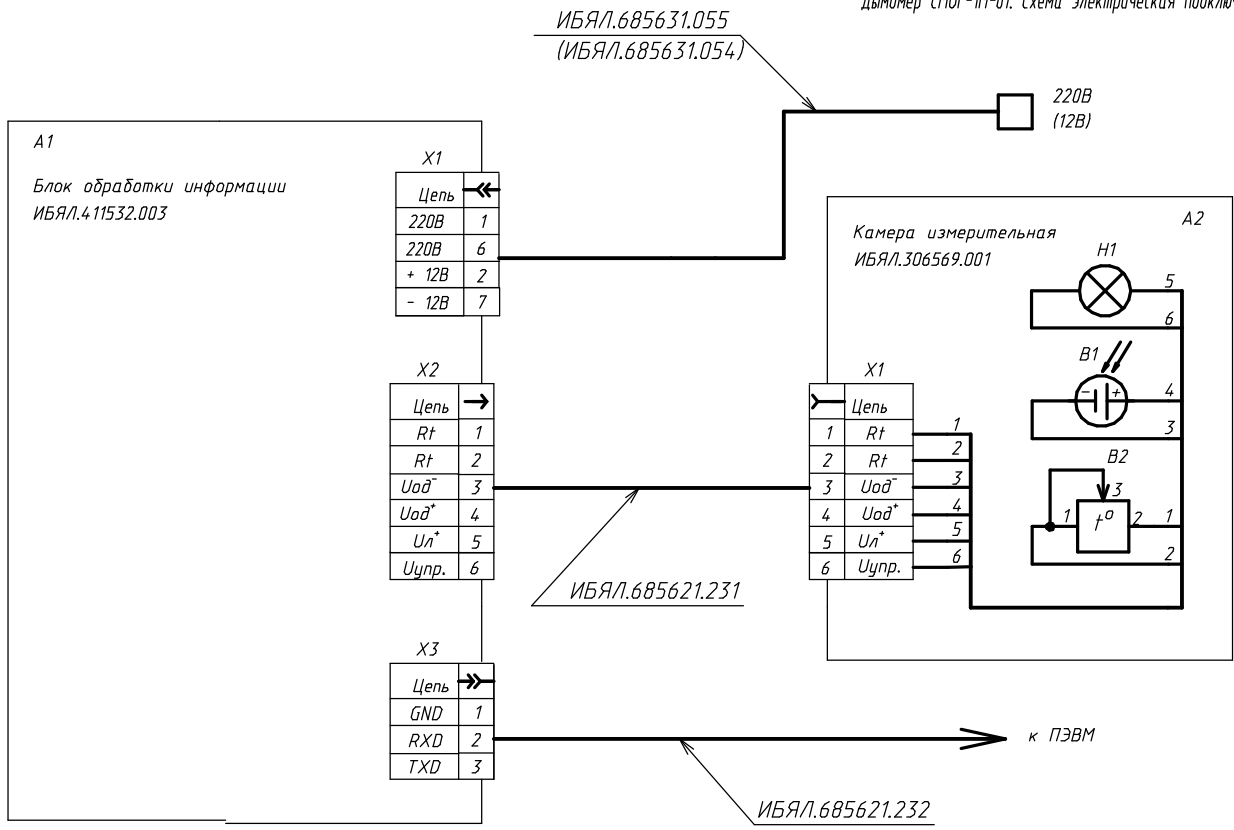 Дымомер СМОГ-1М-01. Схема электрическая
ИБЯЛ.685631.055
(ИБЯЛ.685631.054)
220В
(12В)
А1
Блок обработки информации
ИБЯЛ.411532.003
Х1
Цепь
220В 1
220В 6
+ 12В 2
- 12В 7
А2
Камера измерительная
ИБЯЛ.306569.001
Н1
5
6
В1
- +
4
3
В2
3
1 t° 2 1
2
Х2
Цепь
Rt 1
Rt 2
Uод⁻ 3
Uод⁺ 4
Uл⁺ 5
Uупр. 6
Х1
Цепь
1 Rt 1
2 Rt 2
3 Uод⁻ 3
4 Uод⁺ 4
5 Uл⁺ 5
6 Uупр. 6
ИБЯЛ.685621.231
Х3
Цепь
GND 1
RXD 2
TXD 3
к ПЭВМ
ИБЯЛ.685621.232